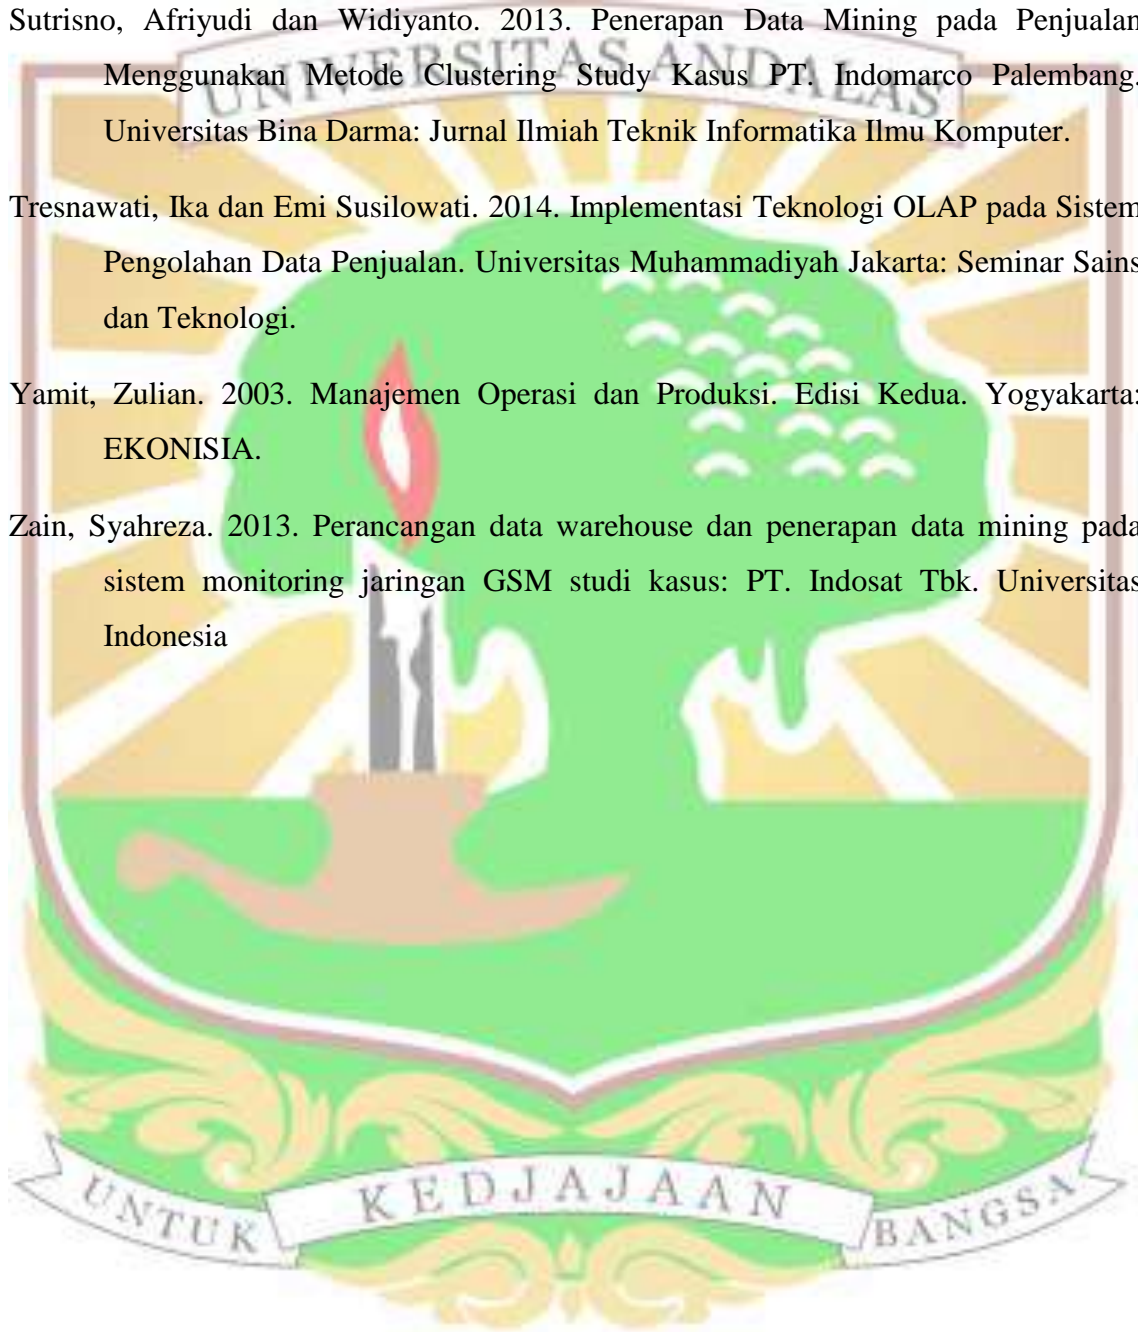 Sutrisno, Afriyudi dan Widiyanto. 2013. Penerapan Data Mining pada Penjualan
UNIVERSITAS ANDALAS
Menggunakan Metode Clustering Study Kasus PT. Indomarco Palembang.
Universitas Bina Darma: Jurnal Ilmiah Teknik Informatika Ilmu Komputer.
Tresnawati, Ika dan Emi Susilowati. 2014. Implementasi Teknologi OLAP pada Sistem
Pengolahan Data Penjualan. Universitas Muhammadiyah Jakarta: Seminar Sains
dan Teknologi.
Yamit, Zulian. 2003. Manajemen Operasi dan Produksi. Edisi Kedua. Yogyakarta:
EKONISIA.
Zain, Syahreza. 2013. Perancangan data warehouse dan penerapan data mining pada
sistem monitoring jaringan GSM studi kasus: PT. Indosat Tbk. Universitas
Indonesia
UNTUK KEDJAJAAN BANGSA